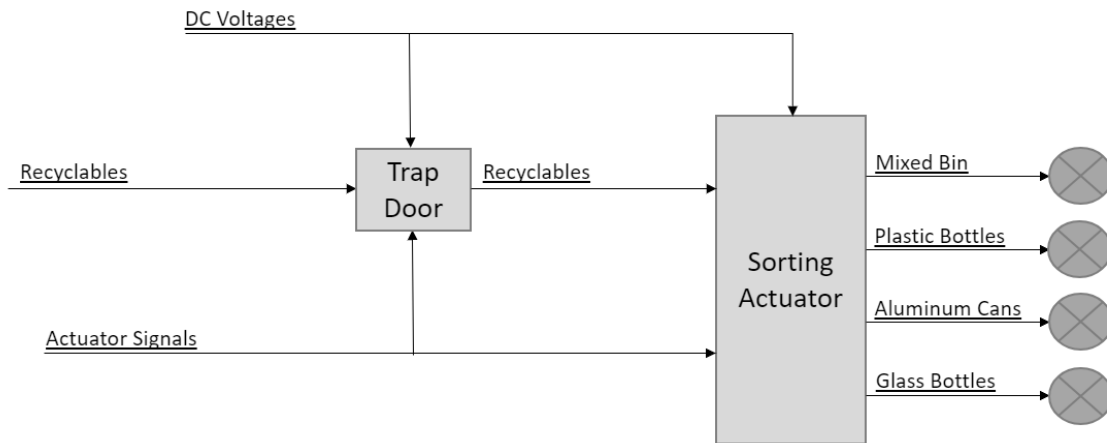 DC Voltages
Recyclables
Trap
Door
Recyclables
Mixed Bin
Plastic Bottles
Sorting
Actuator
Aluminum Cans
Actuator Signals
Glass Bottles